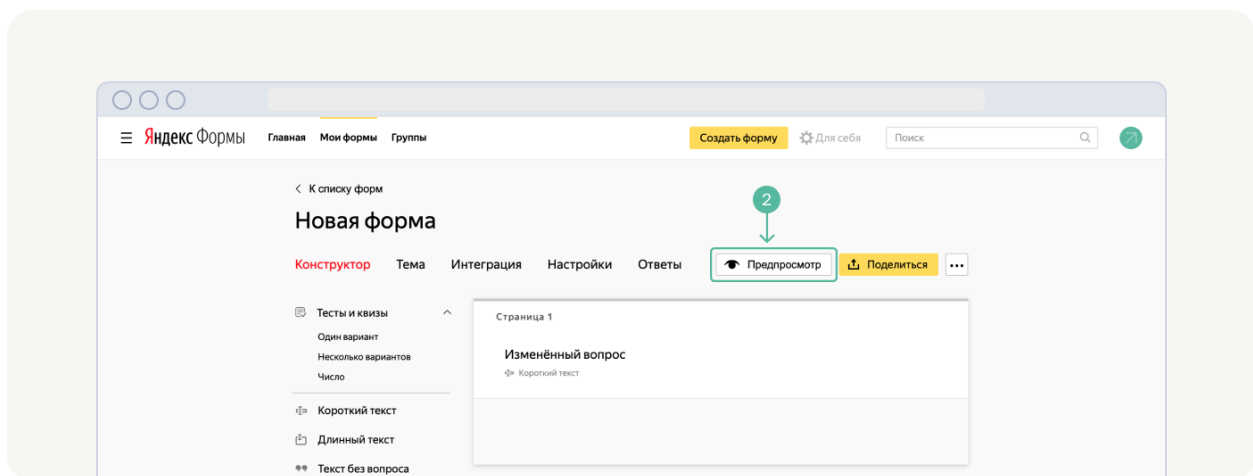 Яндекс Формы Главная Мои формы Группы Создать форму Для себя Поиск
К списку форм
Новая форма
2
Конструктор Тема Интеграция Настройки Ответы Предпросмотр Поделиться
Тесты и квизы
Один вариант
Несколько вариантов
Число
Короткий текст
Длинный текст
Текст без вопроса
Страница 1
Изменённый вопрос
Короткий текст